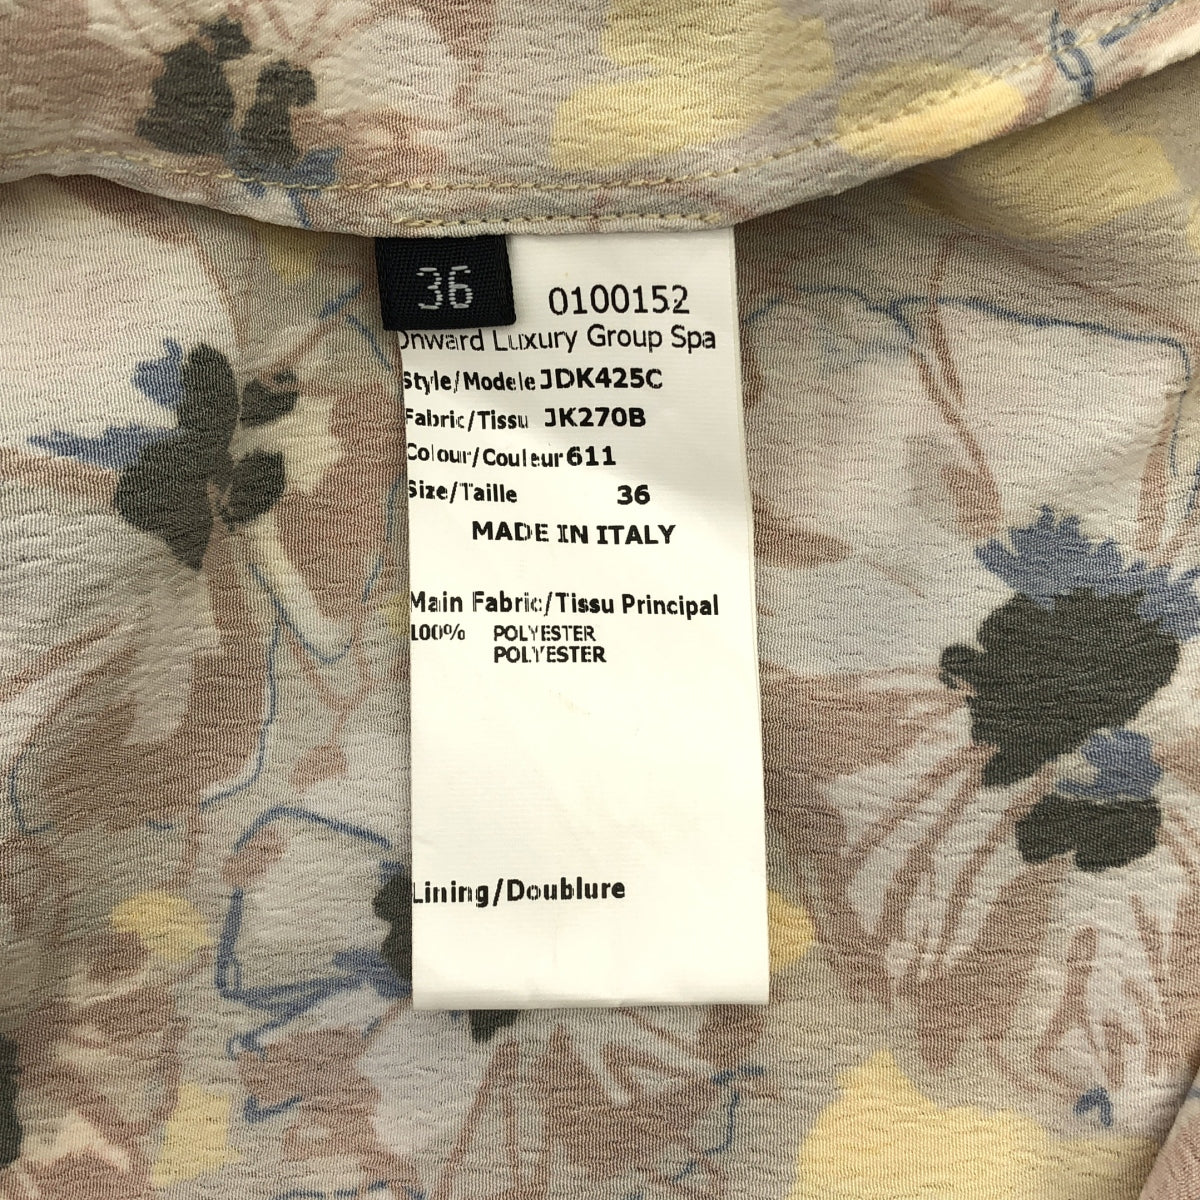 36
0100152
Onward Luxury Group Spa
Style/Modele JDK425C
Fabric/Tissu JK270B
Colour/Couleur 611
Size/Taille 36
MADE IN ITALY
Main Fabric/Tissu Principal
100% POLYESTER
POLYESTER
Lining/Doublure